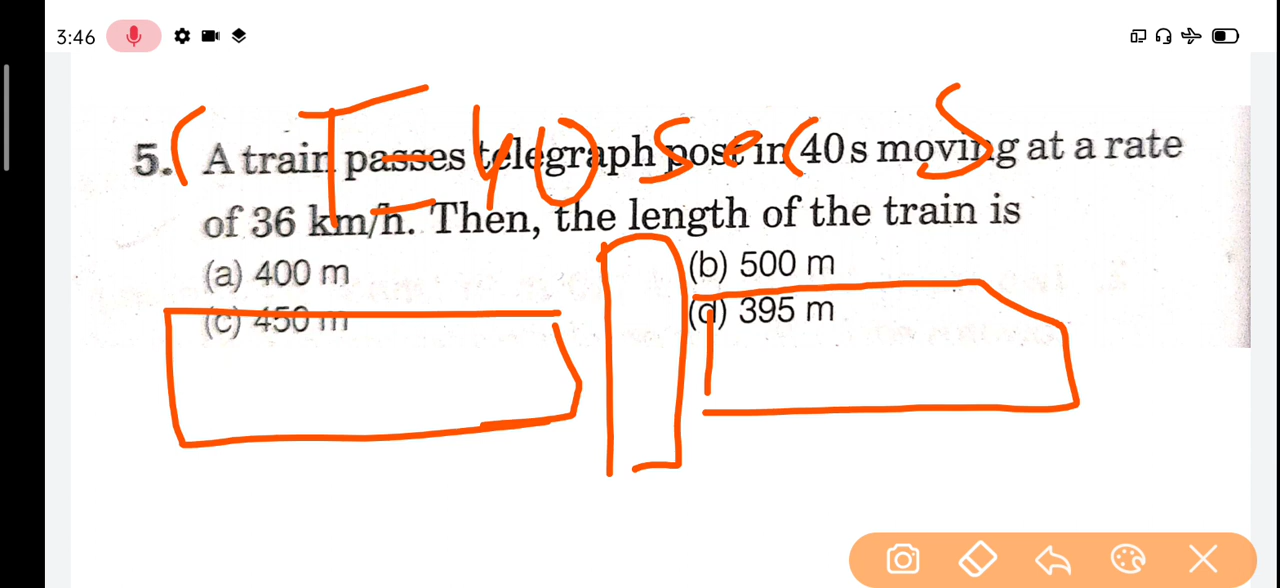 3:46
5. A train passes telegraph post in 40 s moving at a rate
of 36 km/h. Then, the length of the train is
(a) 400 m (b) 500 m
(c) 450 m (d) 395 m
40 sec